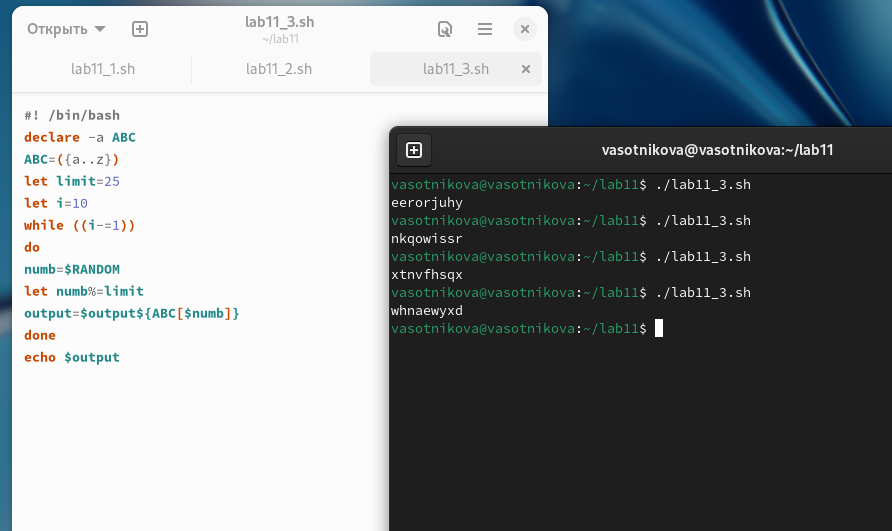 Открыть
lab11_3.sh
~/lab11
lab11_1.sh
lab11_2.sh
lab11_3.sh
#! /bin/bash
declare -a ABC
ABC=({a..z})
let limit=25
let i=10
while ((i-=1))
do
numb=$RANDOM
let numb%=limit
output=$output${ABC[$numb]}
done
echo $output
vasotnikova@vasotnikova:~/lab11
vasotnikova@vasotnikova:~/lab11$ ./lab11_3.sh
eerorjuhy
vasotnikova@vasotnikova:~/lab11$ ./lab11_3.sh
nkqowissr
vasotnikova@vasotnikova:~/lab11$ ./lab11_3.sh
xtnvfhsqx
vasotnikova@vasotnikova:~/lab11$ ./lab11_3.sh
whnaewyxd
vasotnikova@vasotnikova:~/lab11$